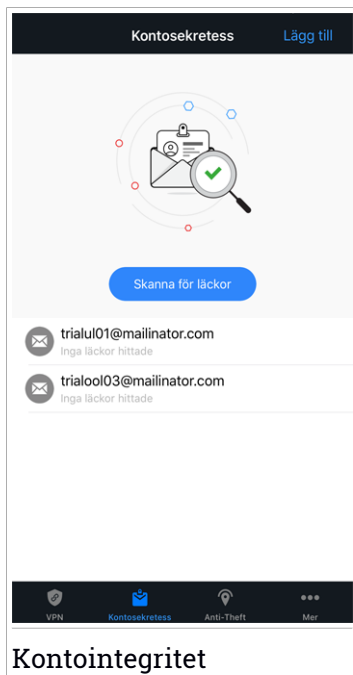 Kontosekretess Lägg till
Skanna för läckor
trialul01@mailinator.com
Inga läckor hittade
trialool03@mailinator.com
Inga läckor hittade
VPN Kontosekretess Anti-Theft Mer
Kontointegritet